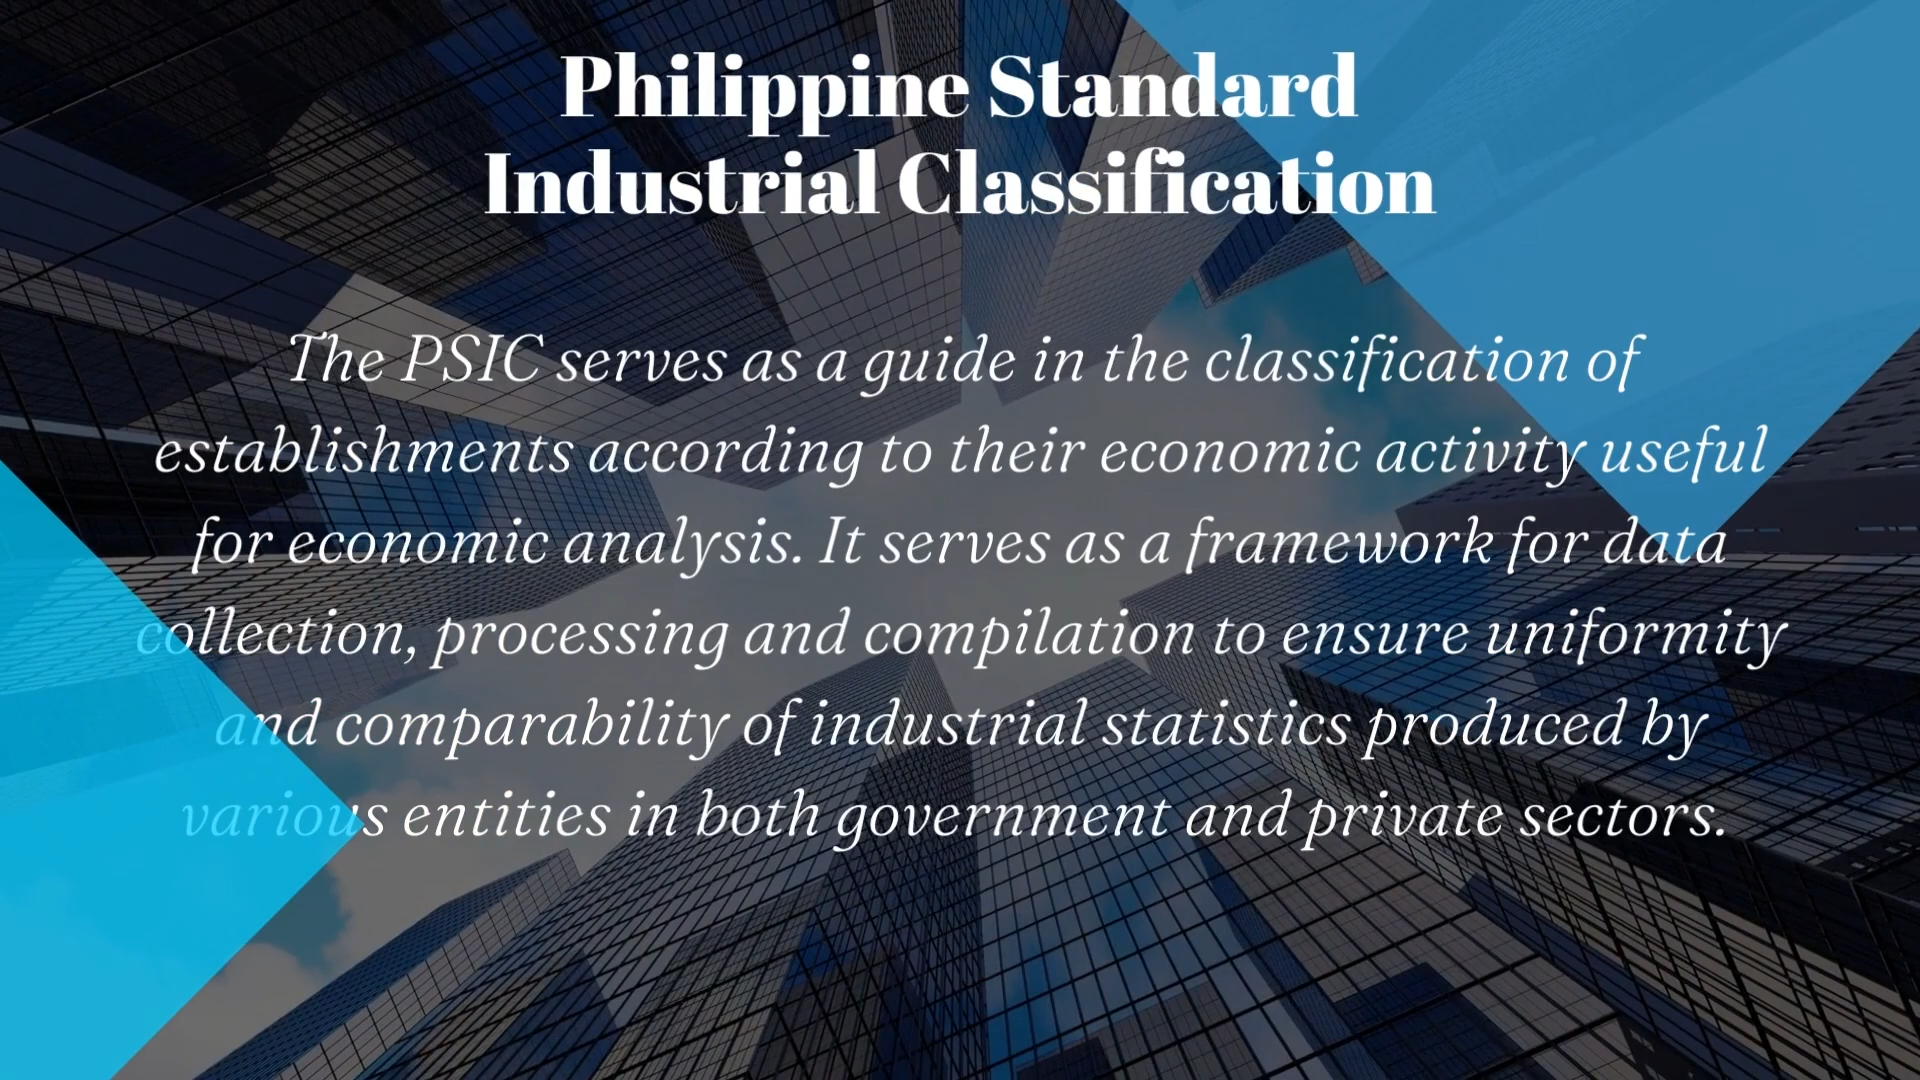 Philippine Standard
Industrial Classification
The PSIC serves as a guide in the classification of
establishments according to their economic activity useful
for economic analysis. It serves as a framework for data
collection, processing and compilation to ensure uniformity
and comparability of industrial statistics produced by
various entities in both government and private sectors.